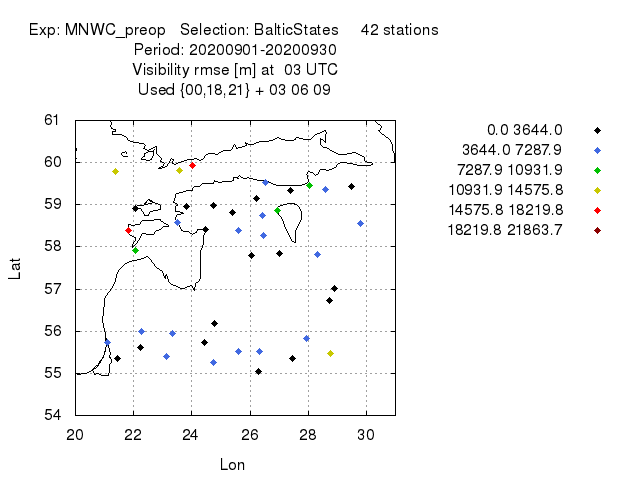 Exp: MNWC_preop Selection: BalticStates 42 stations
Period: 20200901-20200930
Visibility rmse [m] at 03 UTC
Used {00,18,21} + 03 06 09
0.0 3644.0
3644.0 7287.9
7287.9 10931.9
10931.9 14575.8
14575.8 18219.8
18219.8 21863.7
61
60
59
58
57
56
55
54
Lat
20 22 24 26 28 30
Lon